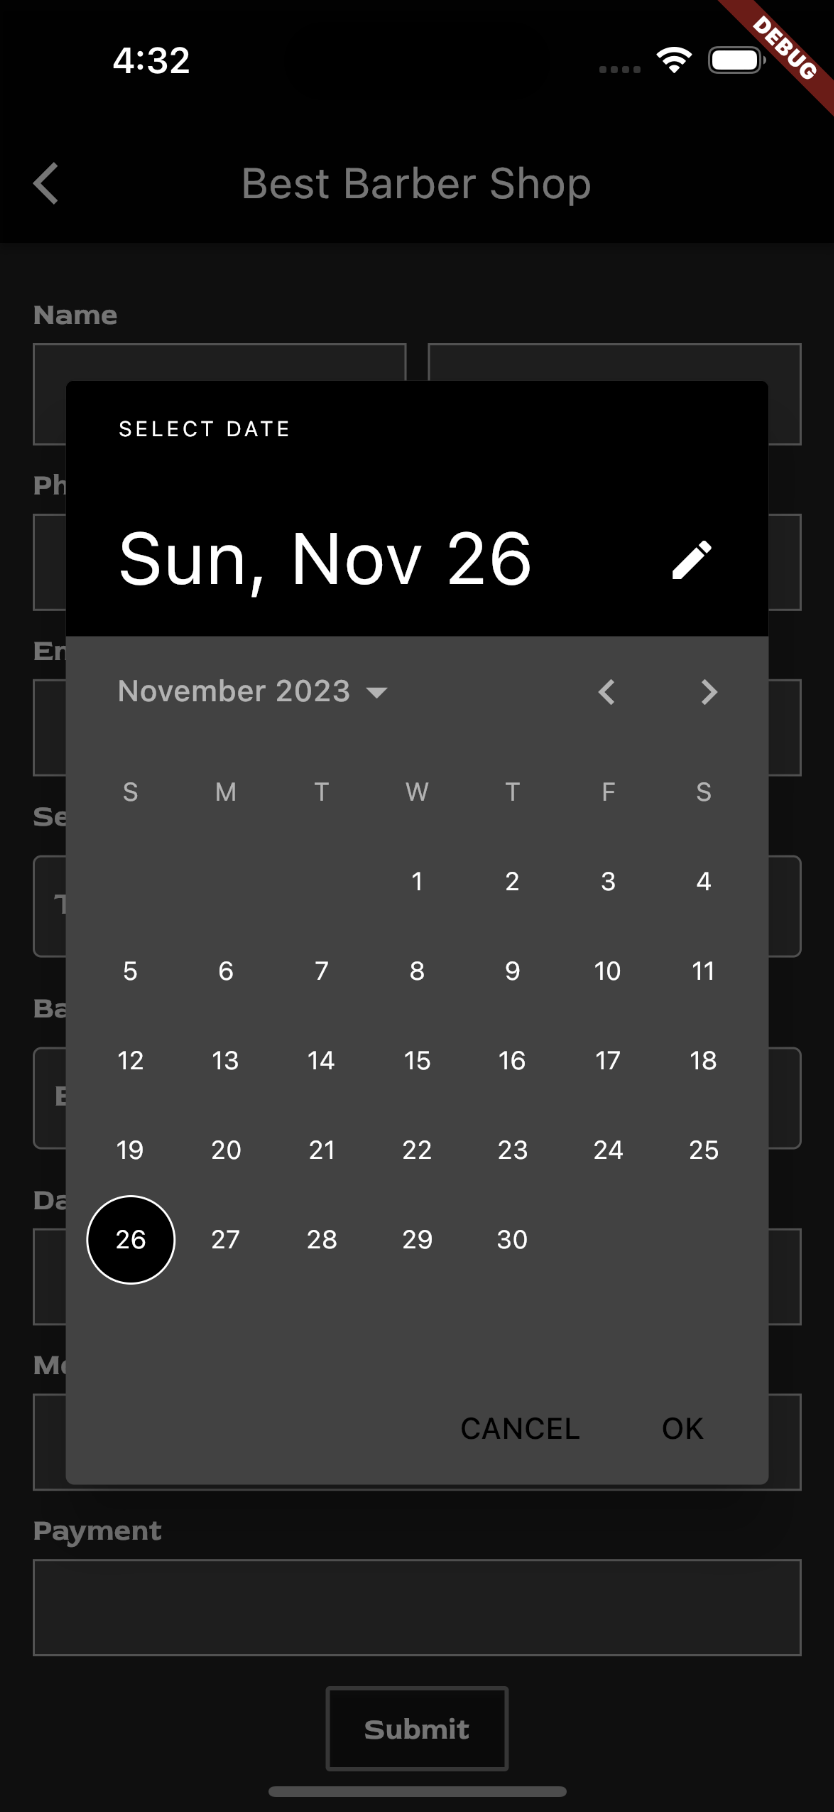 4:32
DEBUG
Best Barber Shop
Name
SELECT DATE
Ph
Sun, Nov 26
En
November 2023
S M T W T F S
Se
1 2 3 4
T
5 6 7 8 9 10 11
Ba
12 13 14 15 16 17 18
19 20 21 22 23 24 25
Da
26 27 28 29 30
CANCEL OK
Payment
Submit